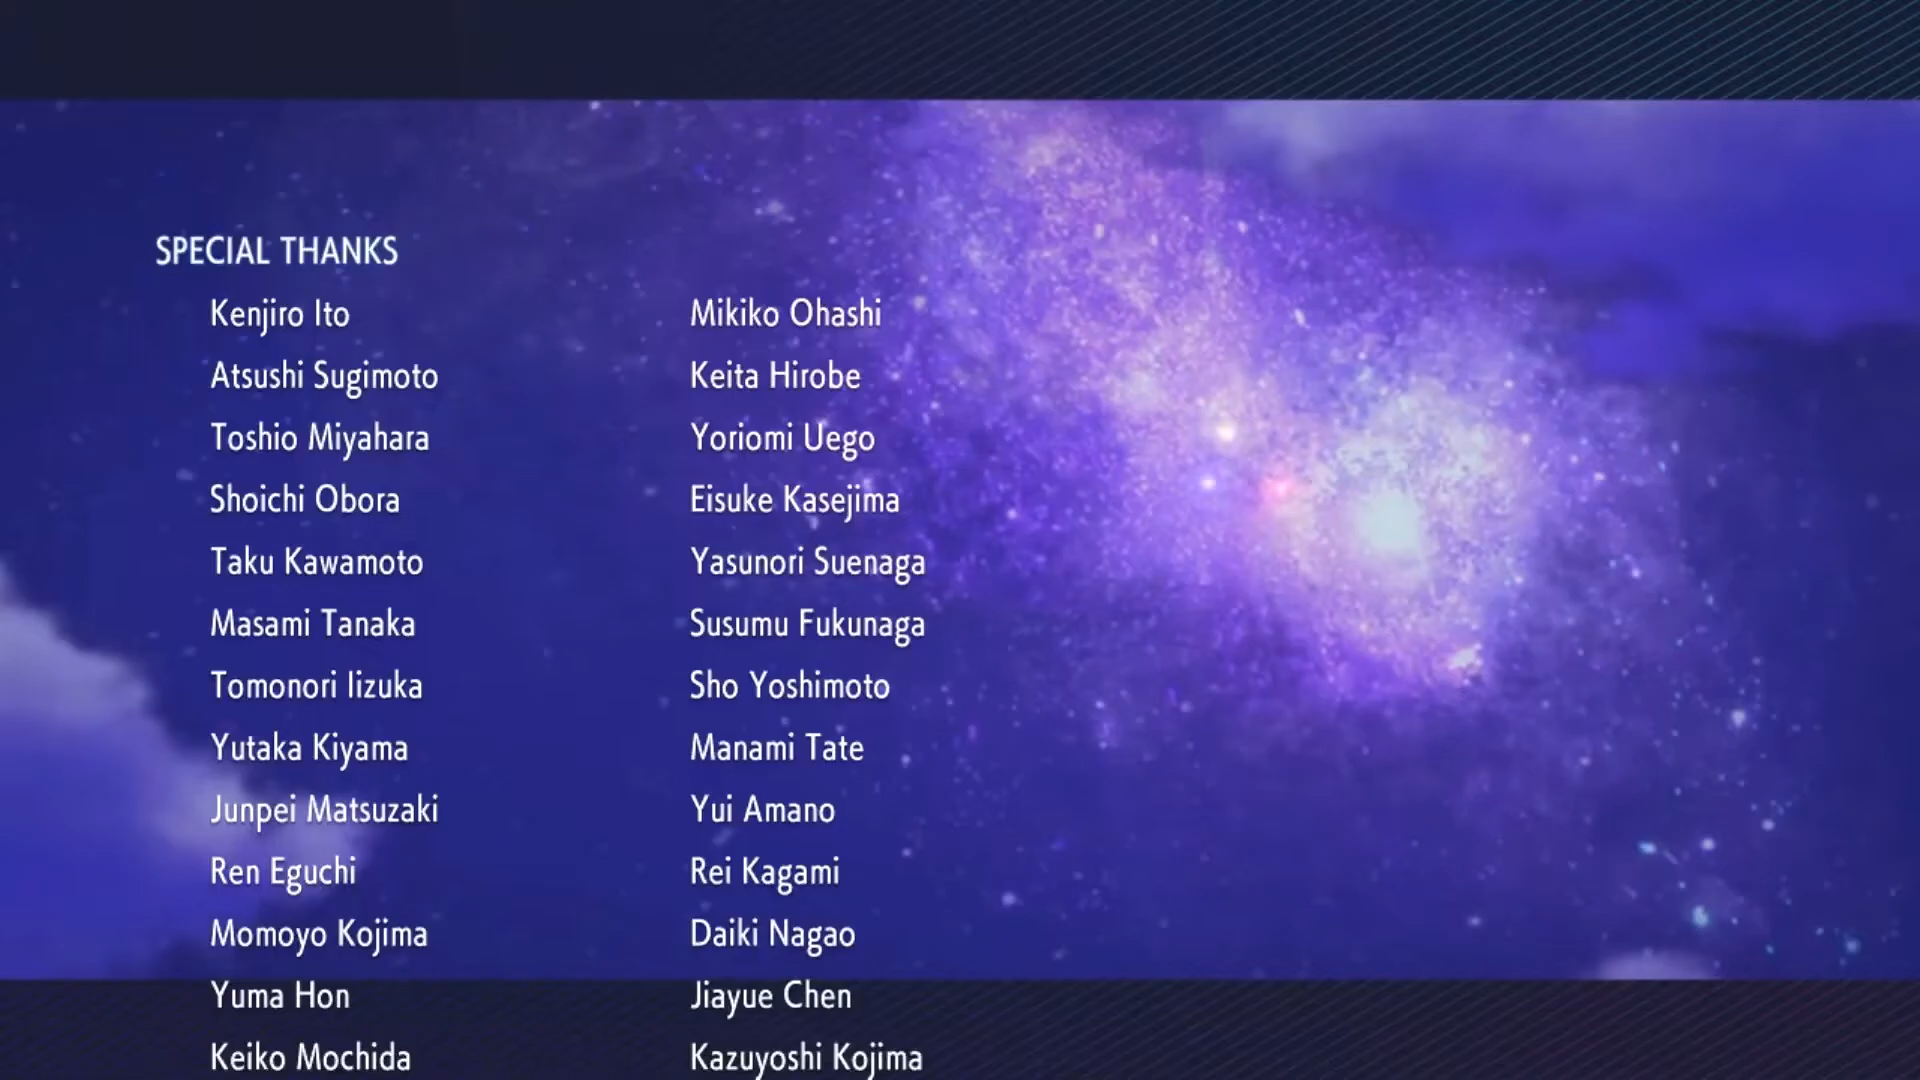 SPECIAL THANKS
Kenjiro Ito
Mikiko Ohashi
Atsushi Sugimoto
Keita Hirobe
Toshio Miyahara
Yoriomi Uego
Shoichi Obora
Eisuke Kasejima
Taku Kawamoto
Yasunori Suenaga
Masami Tanaka
Susumu Fukunaga
Tomonori Iizuka
Sho Yoshimoto
Yutaka Kiyama
Manami Tate
Junpei Matsuzaki
Yui Amano
Ren Eguchi
Rei Kagami
Momoyo Kojima
Daiki Nagao
Yuma Hon
Jiayue Chen
Keiko Mochida
Kazuyoshi Kojima